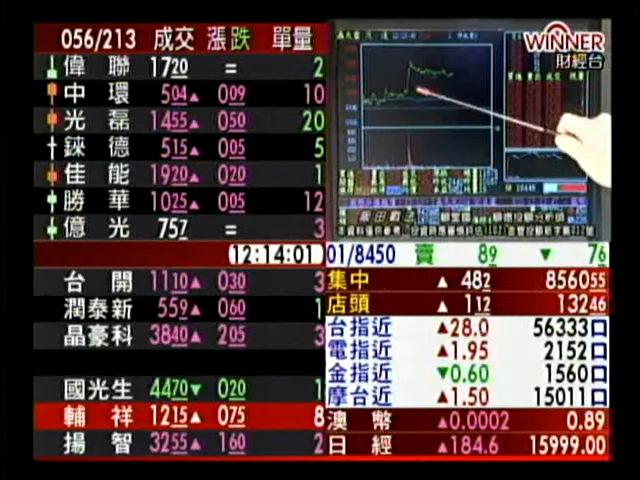 056/213 成交 漲跌 單量
偉聯 1720 = 2
中環 504▲ 009 10
光磊 1455▲ 050 20
錸德 515▲ 005 5
佳能 1920▲ 020 1
勝華 1025▲ 005 12
億光 757 = 3
WINNER
財經台
12:14:01 01/8450 賣 89 ▼ 76
台開 1110▲ 030 3
潤泰新 559▲ 060 1
晶豪科 3840▲ 205 3
國光生 4470▼ 020 1
輔祥 1215▲ 075 8
揚智 3255▲ 160 2
集中 ▲ 482 856055
店頭 ▲ 112 13246
台指近 ▲28.0 56333口
電指近 ▲1.95 2152口
金指近 ▼0.60 1560口
摩台近 ▲1.50 15011口
澳幣 ▲0.0002 0.89
日經 ▲184.6 15999.00